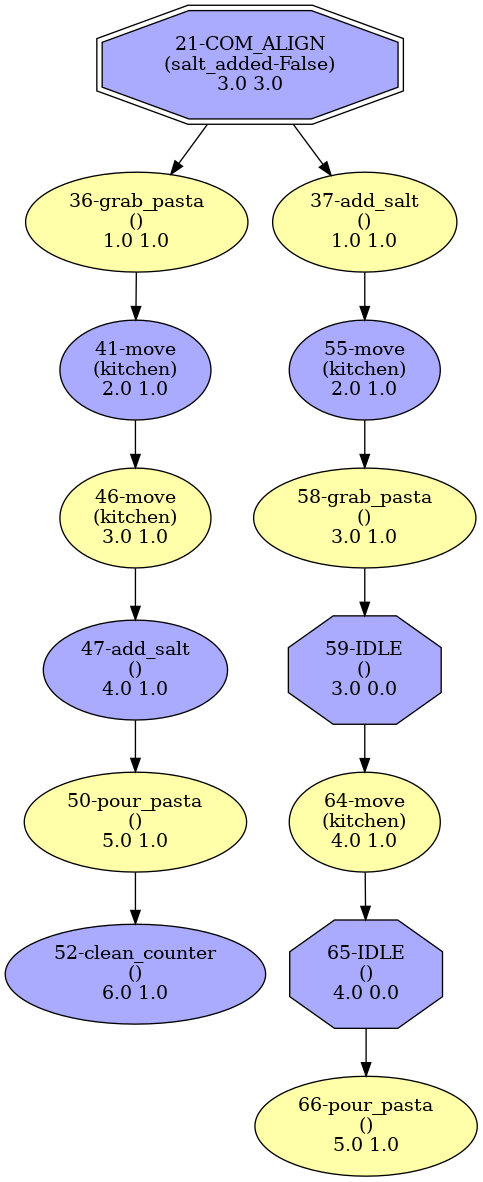 21-COM_ALIGN
(salt_added-False)
3.0 3.0
36-grab_pasta
()
1.0 1.0
37-add_salt
()
1.0 1.0
41-move
(kitchen)
2.0 1.0
55-move
(kitchen)
2.0 1.0
46-move
(kitchen)
3.0 1.0
58-grab_pasta
()
3.0 1.0
47-add_salt
()
4.0 1.0
59-IDLE
()
3.0 0.0
50-pour_pasta
()
5.0 1.0
64-move
(kitchen)
4.0 1.0
52-clean_counter
()
6.0 1.0
65-IDLE
()
4.0 0.0
66-pour_pasta
()
5.0 1.0